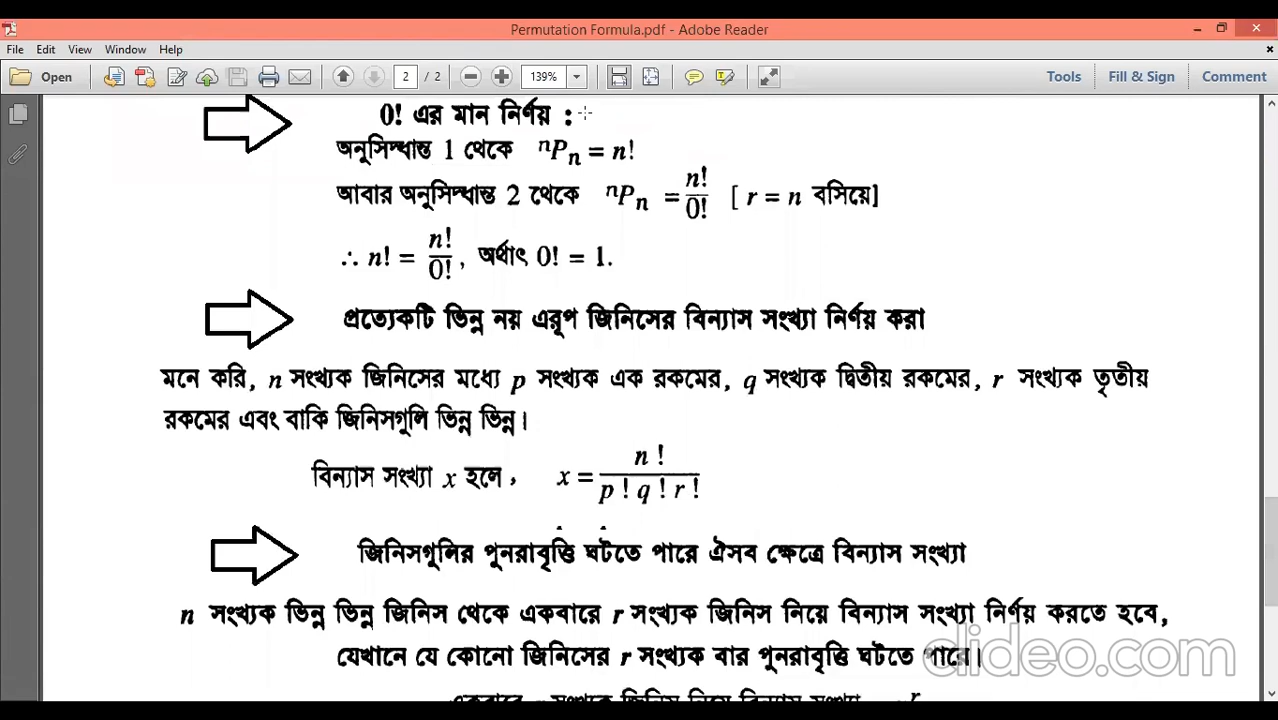 Permutation Formula.pdf - Adobe Reader
File Edit View Window Help
Open 2 / 2 139% Tools Fill & Sign Comment
0! এর মান নির্ণয় :
অনুসিদ্ধান্ত 1 থেকে ⁿPₙ = n!
আবার অনুসিদ্ধান্ত 2 থেকে ⁿPₙ = n!/0! [ r = n বসিয়ে]
∴ n! = n!/0!, অর্থাৎ 0! = 1.
প্রত্যেকটি ভিন্ন নয় এরূপ জিনিসের বিন্যাস সংখ্যা নির্ণয় করা
মনে করি, n সংখ্যক জিনিসের মধ্যে p সংখ্যক এক রকমের, q সংখ্যক দ্বিতীয় রকমের, r সংখ্যক তৃতীয়
রকমের এবং বাকি জিনিসগুলি ভিন্ন ভিন্ন।
বিন্যাস সংখ্যা x হলে, x = n ! / p ! q ! r !
জিনিসগুলির পুনরাবৃত্তি ঘটতে পারে ঐসব ক্ষেত্রে বিন্যাস সংখ্যা
n সংখ্যক ভিন্ন ভিন্ন জিনিস থেকে একবারে r সংখ্যক জিনিস নিয়ে বিন্যাস সংখ্যা নির্ণয় করতে হবে,
যেখানে যে কোনো জিনিসের r সংখ্যক বার পুনরাবৃত্তি ঘটতে পারে।
clideo.com